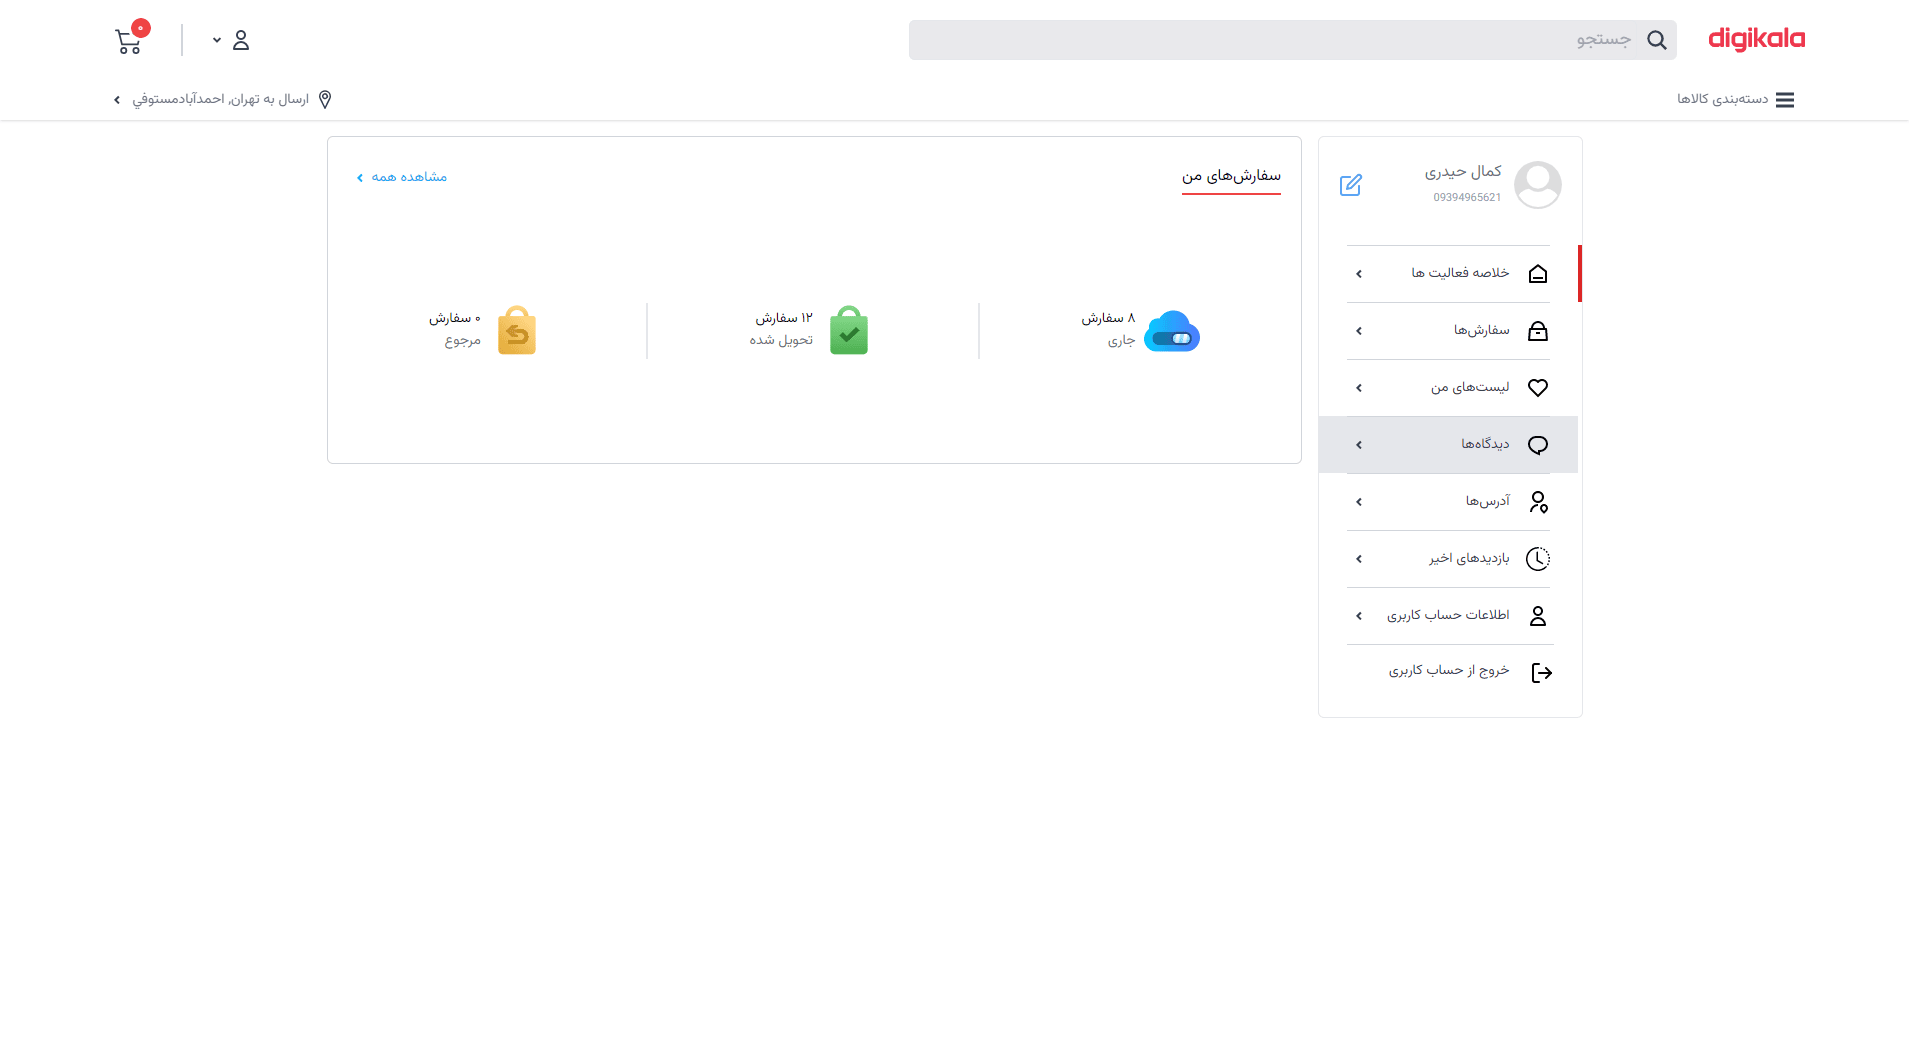 digikala
جستجو
۰
دسته‌بندی کالاها
ارسال به تهران, احمدآبادمستوفي
کمال حیدری
09394965621
خلاصه فعالیت ها
سفارش‌ها
لیست‌های من
دیدگاه‌ها
آدرس‌ها
بازدیدهای اخیر
اطلاعات حساب کاربری
خروج از حساب کاربری
سفارش‌های من
مشاهده همه
۸ سفارش
جاری
۱۲ سفارش
تحویل شده
۰ سفارش
مرجوع